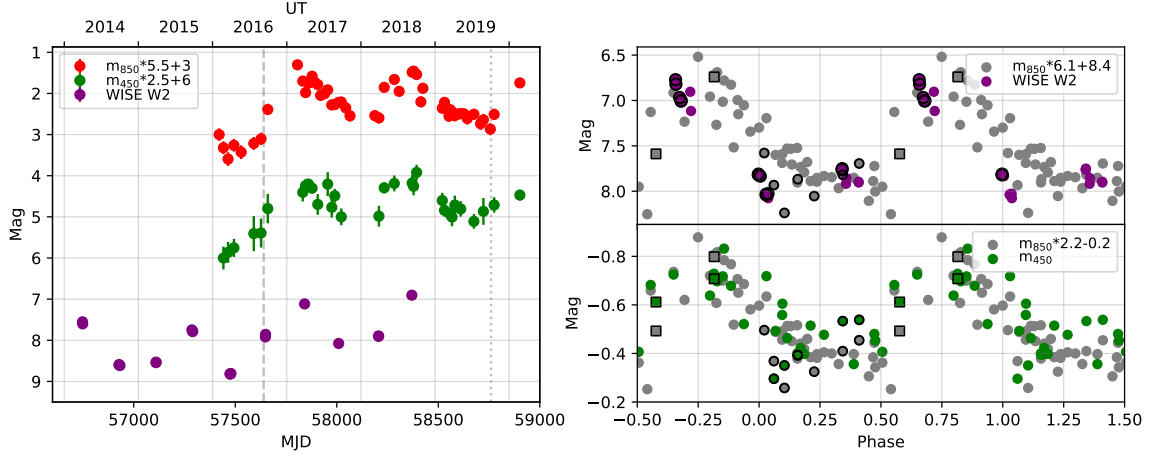 UT
2014 2015 2016 2017 2018 2019
1
2
3
4
5
6
7
8
9
Mag
m850*5.5+3
m450*2.5+6
WISE W2
57000 57500 58000 58500 59000
MJD
6.5
7.0
7.5
8.0
Mag
m850*6.1+8.4
WISE W2
−0.8
−0.6
−0.4
−0.2
Mag
m850*2.2-0.2
m450
−0.50 −0.25 0.00 0.25 0.50 0.75 1.00 1.25 1.50
Phase